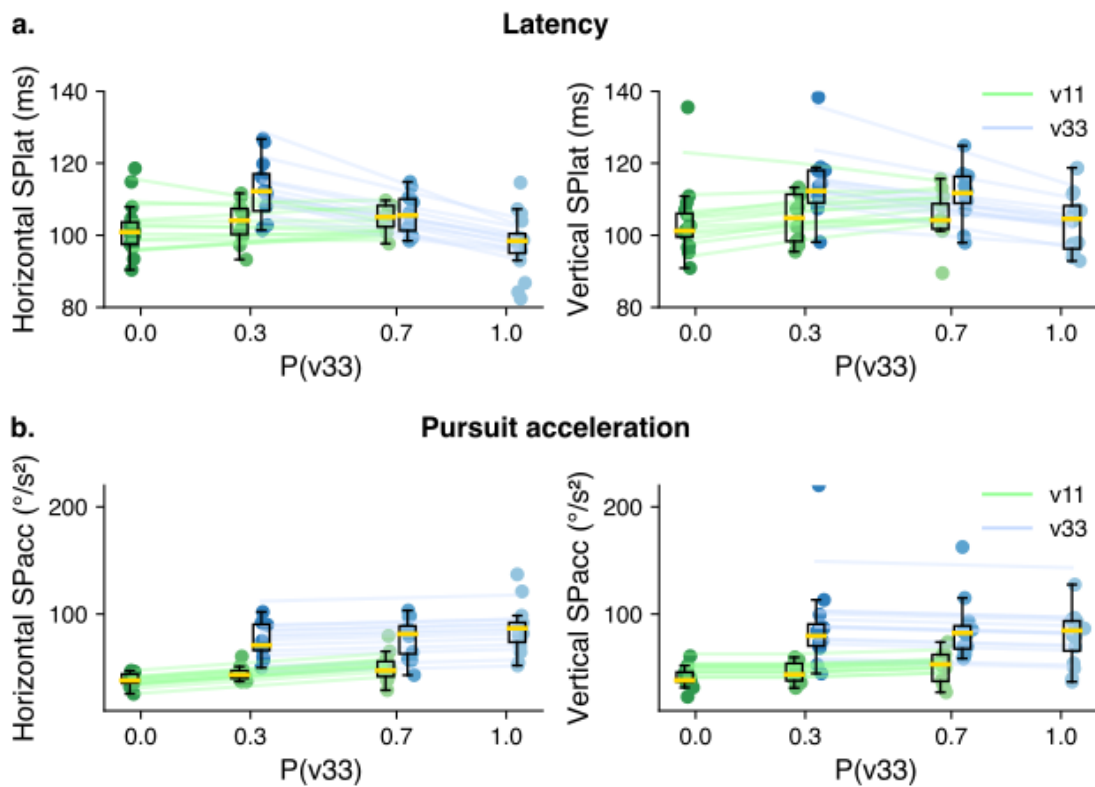 a.
Latency
Horizontal SPlat (ms)
140
120
100
80
0.0
0.3
0.7
1.0
P(v33)
Vertical SPlat (ms)
140
120
100
80
0.0
0.3
0.7
1.0
P(v33)
v11
v33
b.
Pursuit acceleration
Horizontal SPacc (°/s²)
200
100
0.0
0.3
0.7
1.0
P(v33)
Vertical SPacc (°/s²)
200
100
0.0
0.3
0.7
1.0
P(v33)
v11
v33